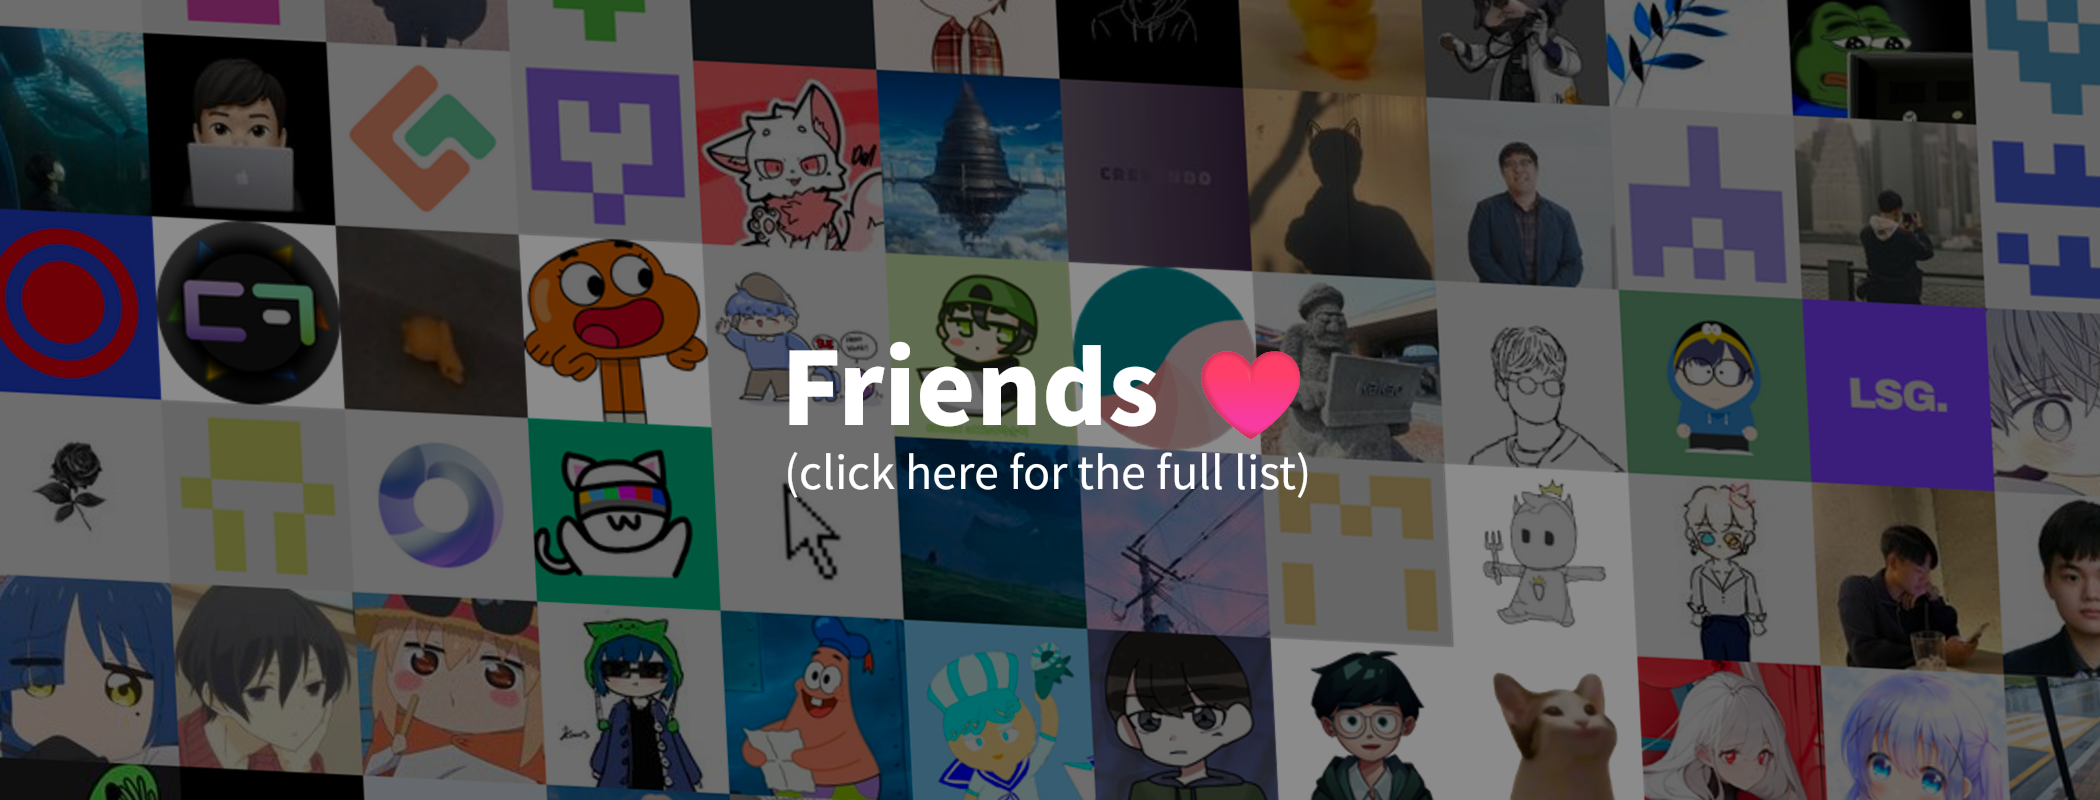 Friends ❤
(click here for the full list)
LSG.